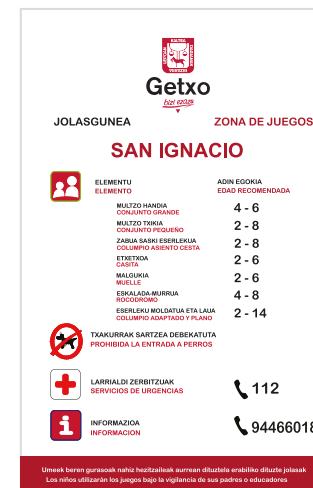 Getxo
bizi ezazu
JOLASGUNEA ZONA DE JUEGOS
SAN IGNACIO
ELEMENTU ADIN EGOKIA
ELEMENTO EDAD RECOMENDADA
MULTZO HANDIA
CONJUNTO GRANDE 4 - 6
MULTZO TXIKIA
CONJUNTO PEQUEÑO 2 - 8
ZABUA SASKI ESERLEKUA
COLUMPIO ASIENTO CESTA 2 - 8
ETXETXOA
CASITA 2 - 6
MALGUKIA
MUELLE 2 - 6
ESKALADA-MURRUA
ROCODROMO 4 - 8
ESERLEKU MOLDATUA ETA LAUA
COLUMPIO ADAPTADO Y PLANO 2 - 14
TXAKURRAK SARTZEA DEBEKATUTA
PROHIBIDA LA ENTRADA A PERROS
LARRIALDI ZERBITZUAK
SERVICIOS DE URGENCIAS 112
INFORMAZIOA
INFORMACION 94466018
Umeek beren gurasoak nahiz hezitzaileak aurrean dituztela erabiliko dituzte jolasak
Los niños utilizarán los juegos bajo la vigilancia de sus padres o educadores